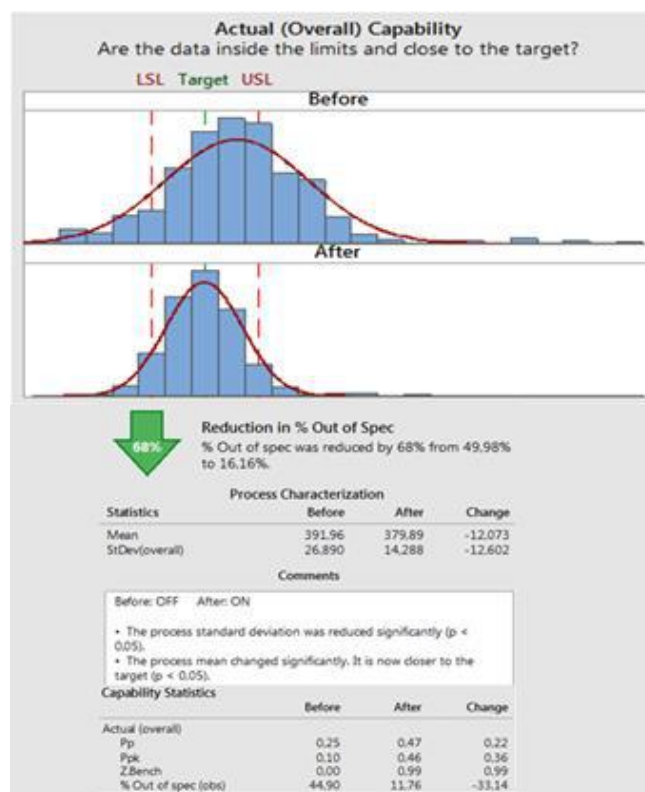 Actual (Overall) Capability
Are the data inside the limits and close to the target?
LSL Target USL
Before
After
68%
Reduction in % Out of Spec
% Out of spec was reduced by 68% from 49,98%
to 16,16%.
Process Characterization
Statistics Before After Change
Mean 391,96 379,89 -12,073
StDev(overall) 26,890 14,288 -12,602
Comments
Before: OFF After: ON
• The process standard deviation was reduced significantly (p <
0,05).
• The process mean changed significantly. It is now closer to the
target (p < 0,05).
Capability Statistics
Before After Change
Actual (overall)
Pp 0,25 0,47 0,22
Ppk 0,10 0,46 0,36
Z.Bench 0,00 0,99 0,99
% Out of spec (obs) 44,90 11,76 -33,14